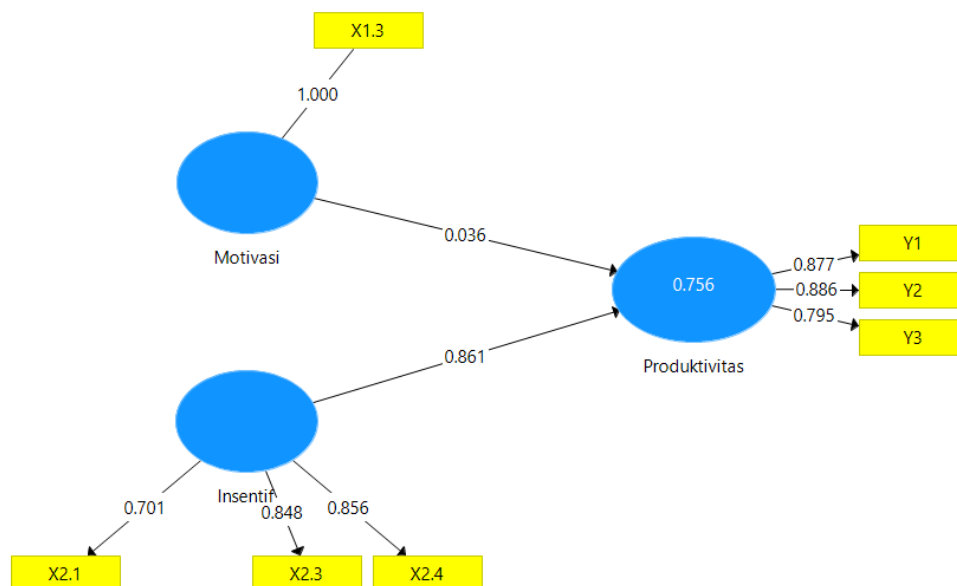 X1.3
1.000
Motivasi
0.036
Y1
0.877
0.756
0.886
Y2
0.795
Y3
Produktivitas
0.861
Insentif
0.701
0.848
0.856
X2.1
X2.3
X2.4